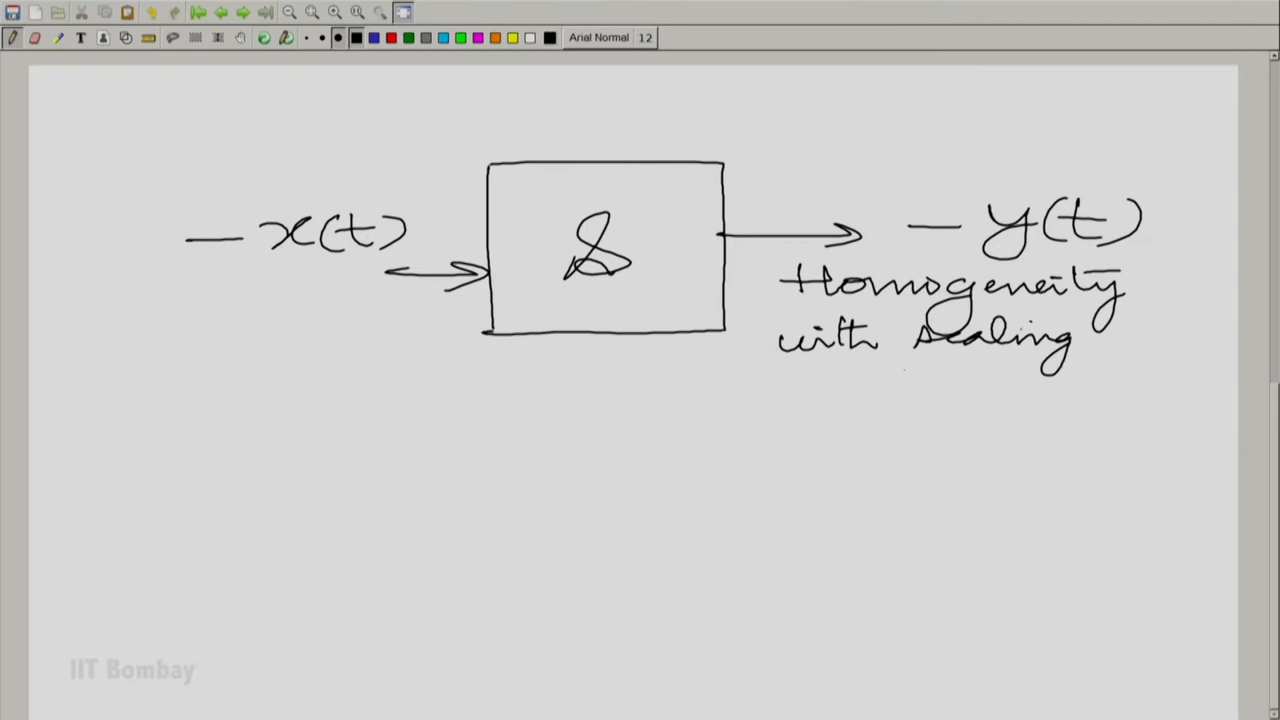 Arial Normal 12
— x(t)
S
— y(t)
Homogeneity
with scaling
IIT Bombay